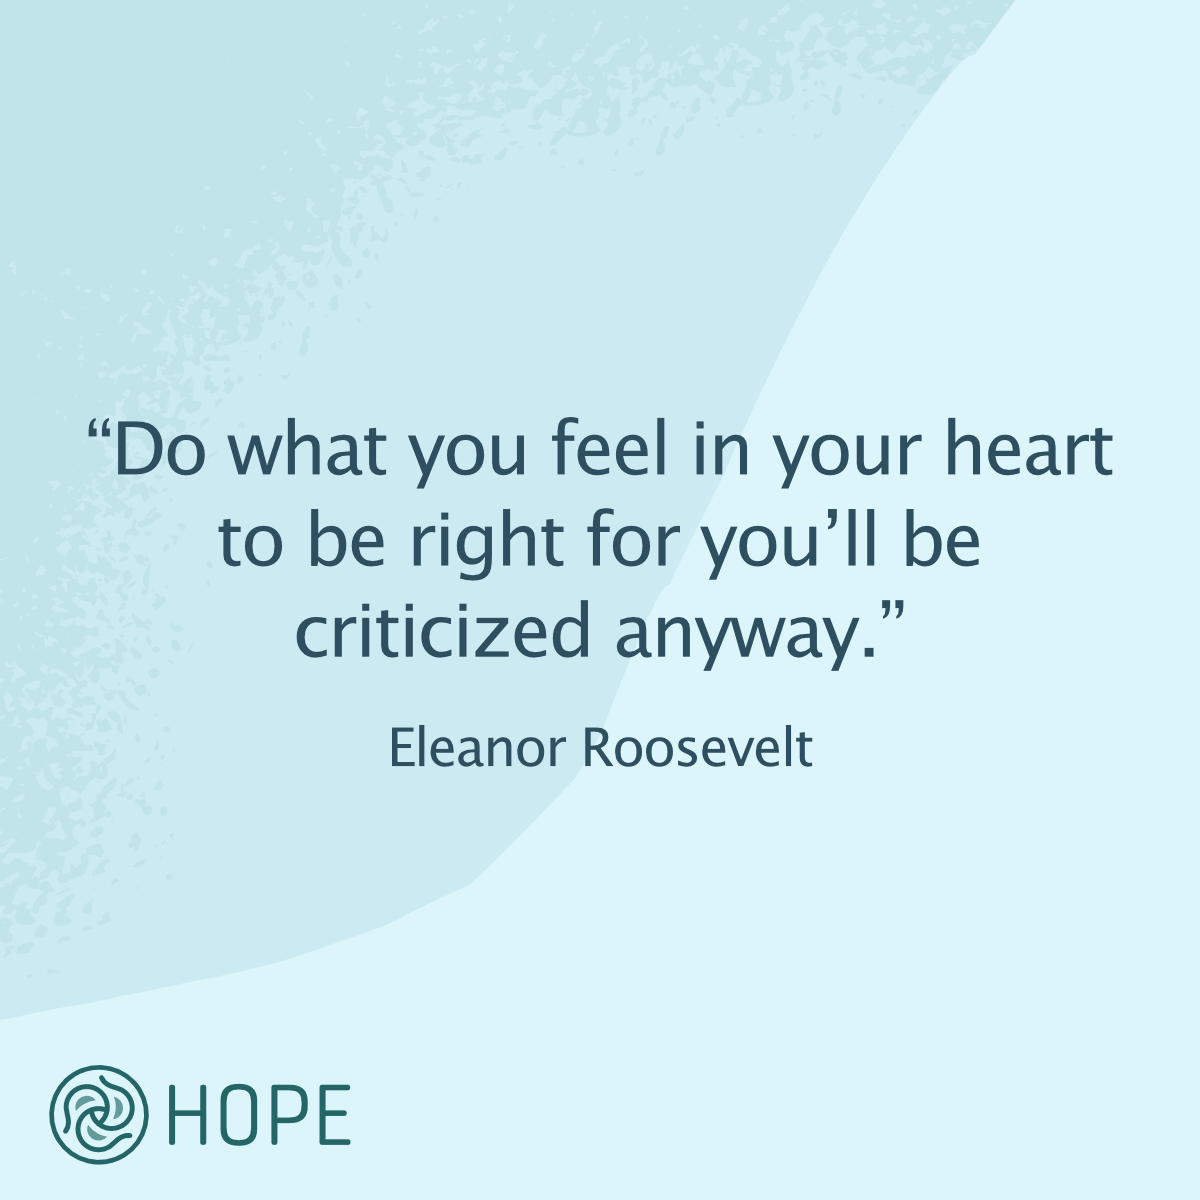 “Do what you feel in your heart
to be right for you’ll be
criticized anyway.”
Eleanor Roosevelt
HOPE